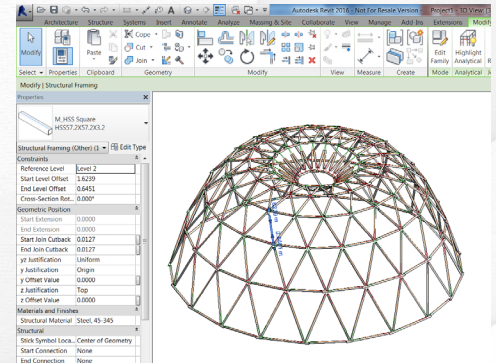 Autodesk Revit 2016 - Not For Resale Version - Project1 - 3D View: {3
Architecture Structure Systems Insert Annotate Analyze Massing & Site Collaborate View Manage Add-Ins Extensions Modify
Modify
Paste
Cope
Cut
Join
Edit Family
Highlight Analytical
Select Properties Clipboard Geometry Modify View Measure Create Mode Analytical
Modify | Structural Framing
Properties
M_HSS Square
HSS57.2X57.2X3.2
Structural Framing (Other) (1 Edit Type
Constraints
Reference Level Level 2
Start Level Offset 1.6239
End Level Offset 0.6451
Cross-Section Rot... 0.000°
Geometric Position
Start Extension 0.0000
End Extension 0.0000
Start Join Cutback 0.0127
End Join Cutback 0.0127
yz Justification Uniform
y Justification Origin
y Offset Value 0.0000
z Justification Top
z Offset Value 0.0000
Materials and Finishes
Structural Material Steel, 45-345
Structural
Stick Symbol Loca... Center of Geometry
Start Connection None
End Connection None